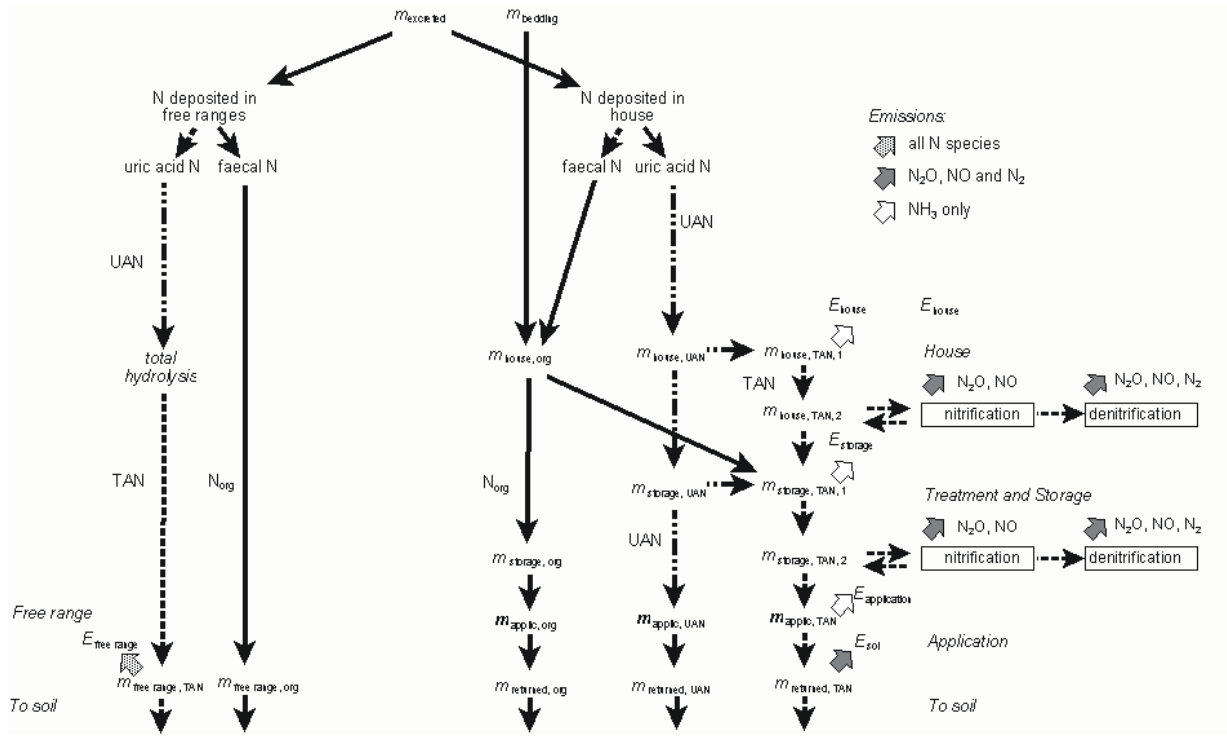 m excreted
m bedding
N deposited in
free ranges
N deposited in
house
Emissions:
all N species
N₂O, NO and N₂
NH₃ only
uric acid N
faecal N
faecal N
uric acid N
UAN
UAN
E house
E house
total
hydrolysis
m house, org
m house, UAN
m house, TAN, 1
House
TAN
N₂O, NO
N₂O, NO, N₂
m house, TAN, 2
nitrification
denitrification
E storage
TAN
N org
N org
m storage, UAN
m storage, TAN, 1
Treatment and Storage
UAN
N₂O, NO
N₂O, NO, N₂
m storage, org
m storage, TAN, 2
nitrification
denitrification
E application
Free range
m applic, org
m applic, UAN
m applic, TAN
E free range
E soil
Application
m free range, TAN
m free range, org
m returned, org
m returned, UAN
m returned, TAN
To soil
To soil